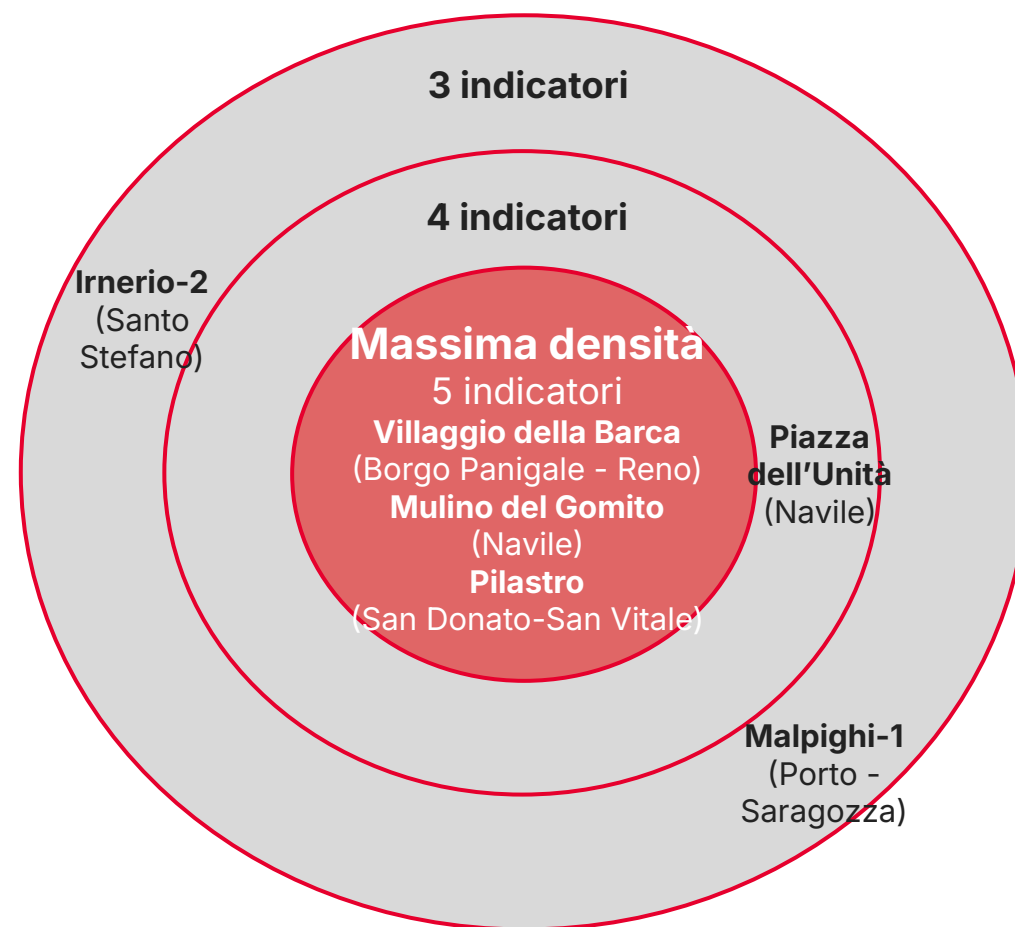 3 indicatori
4 indicatori
Irnerio-2
(Santo
Stefano)
Massima densità
5 indicatori
Villaggio della Barca
(Borgo Panigale - Reno)
Mulino del Gomito
(Navile)
Pilastro
(San Donato-San Vitale)
Piazza
dell’Unità
(Navile)
Malpighi-1
(Porto -
Saragozza)